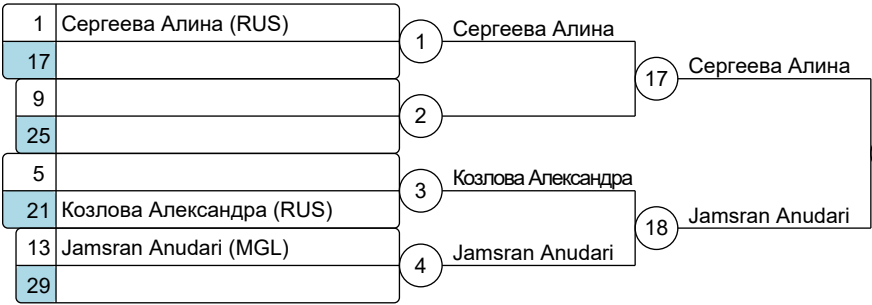 1 Сергеева Алина (RUS)
17
1 Сергеева Алина
9
25
2
17 Сергеева Алина
5
21 Козлова Александра (RUS)
3 Козлова Александра
13 Jamsran Anudari (MGL)
29
4 Jamsran Anudari
18 Jamsran Anudari